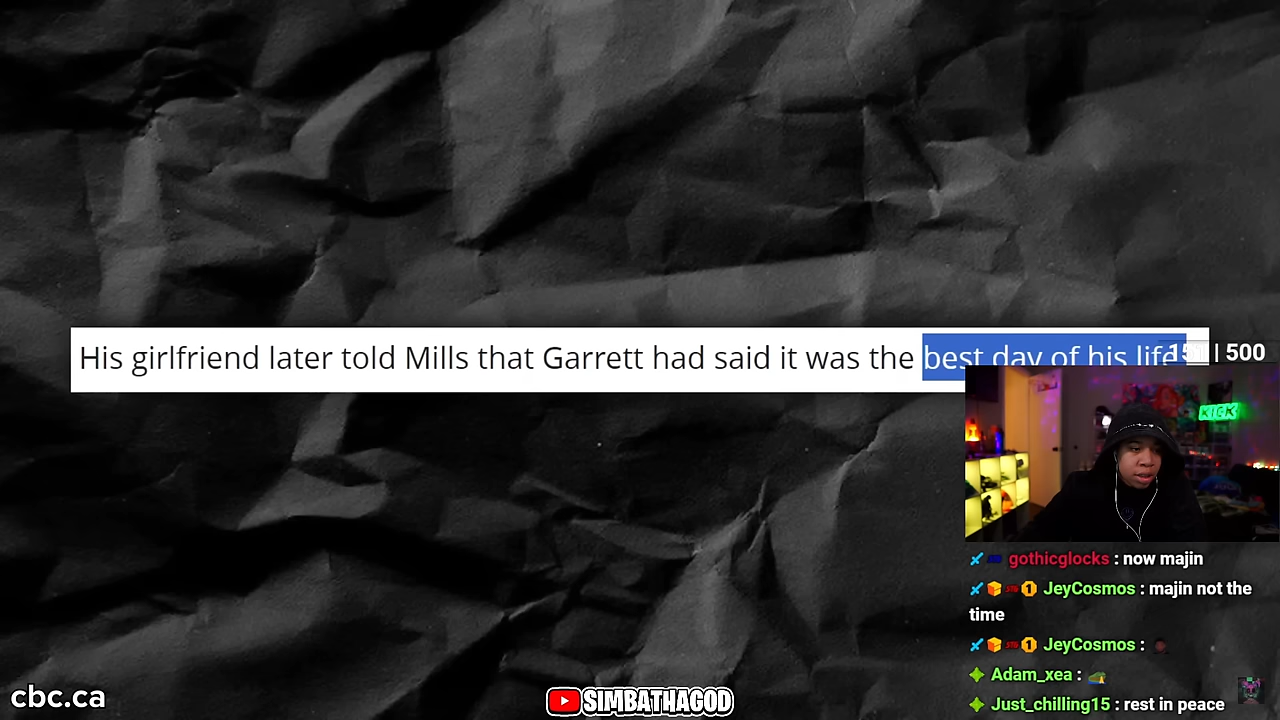 His girlfriend later told Mills that Garrett had said it was the best day of his life
151 | 500
KICK
gothicglocks : now majin
JeyCosmos : majin not the
time
JeyCosmos :
Adam_xea :
Just_chilling15 : rest in peace
cbc.ca
SIMBATHAGOD